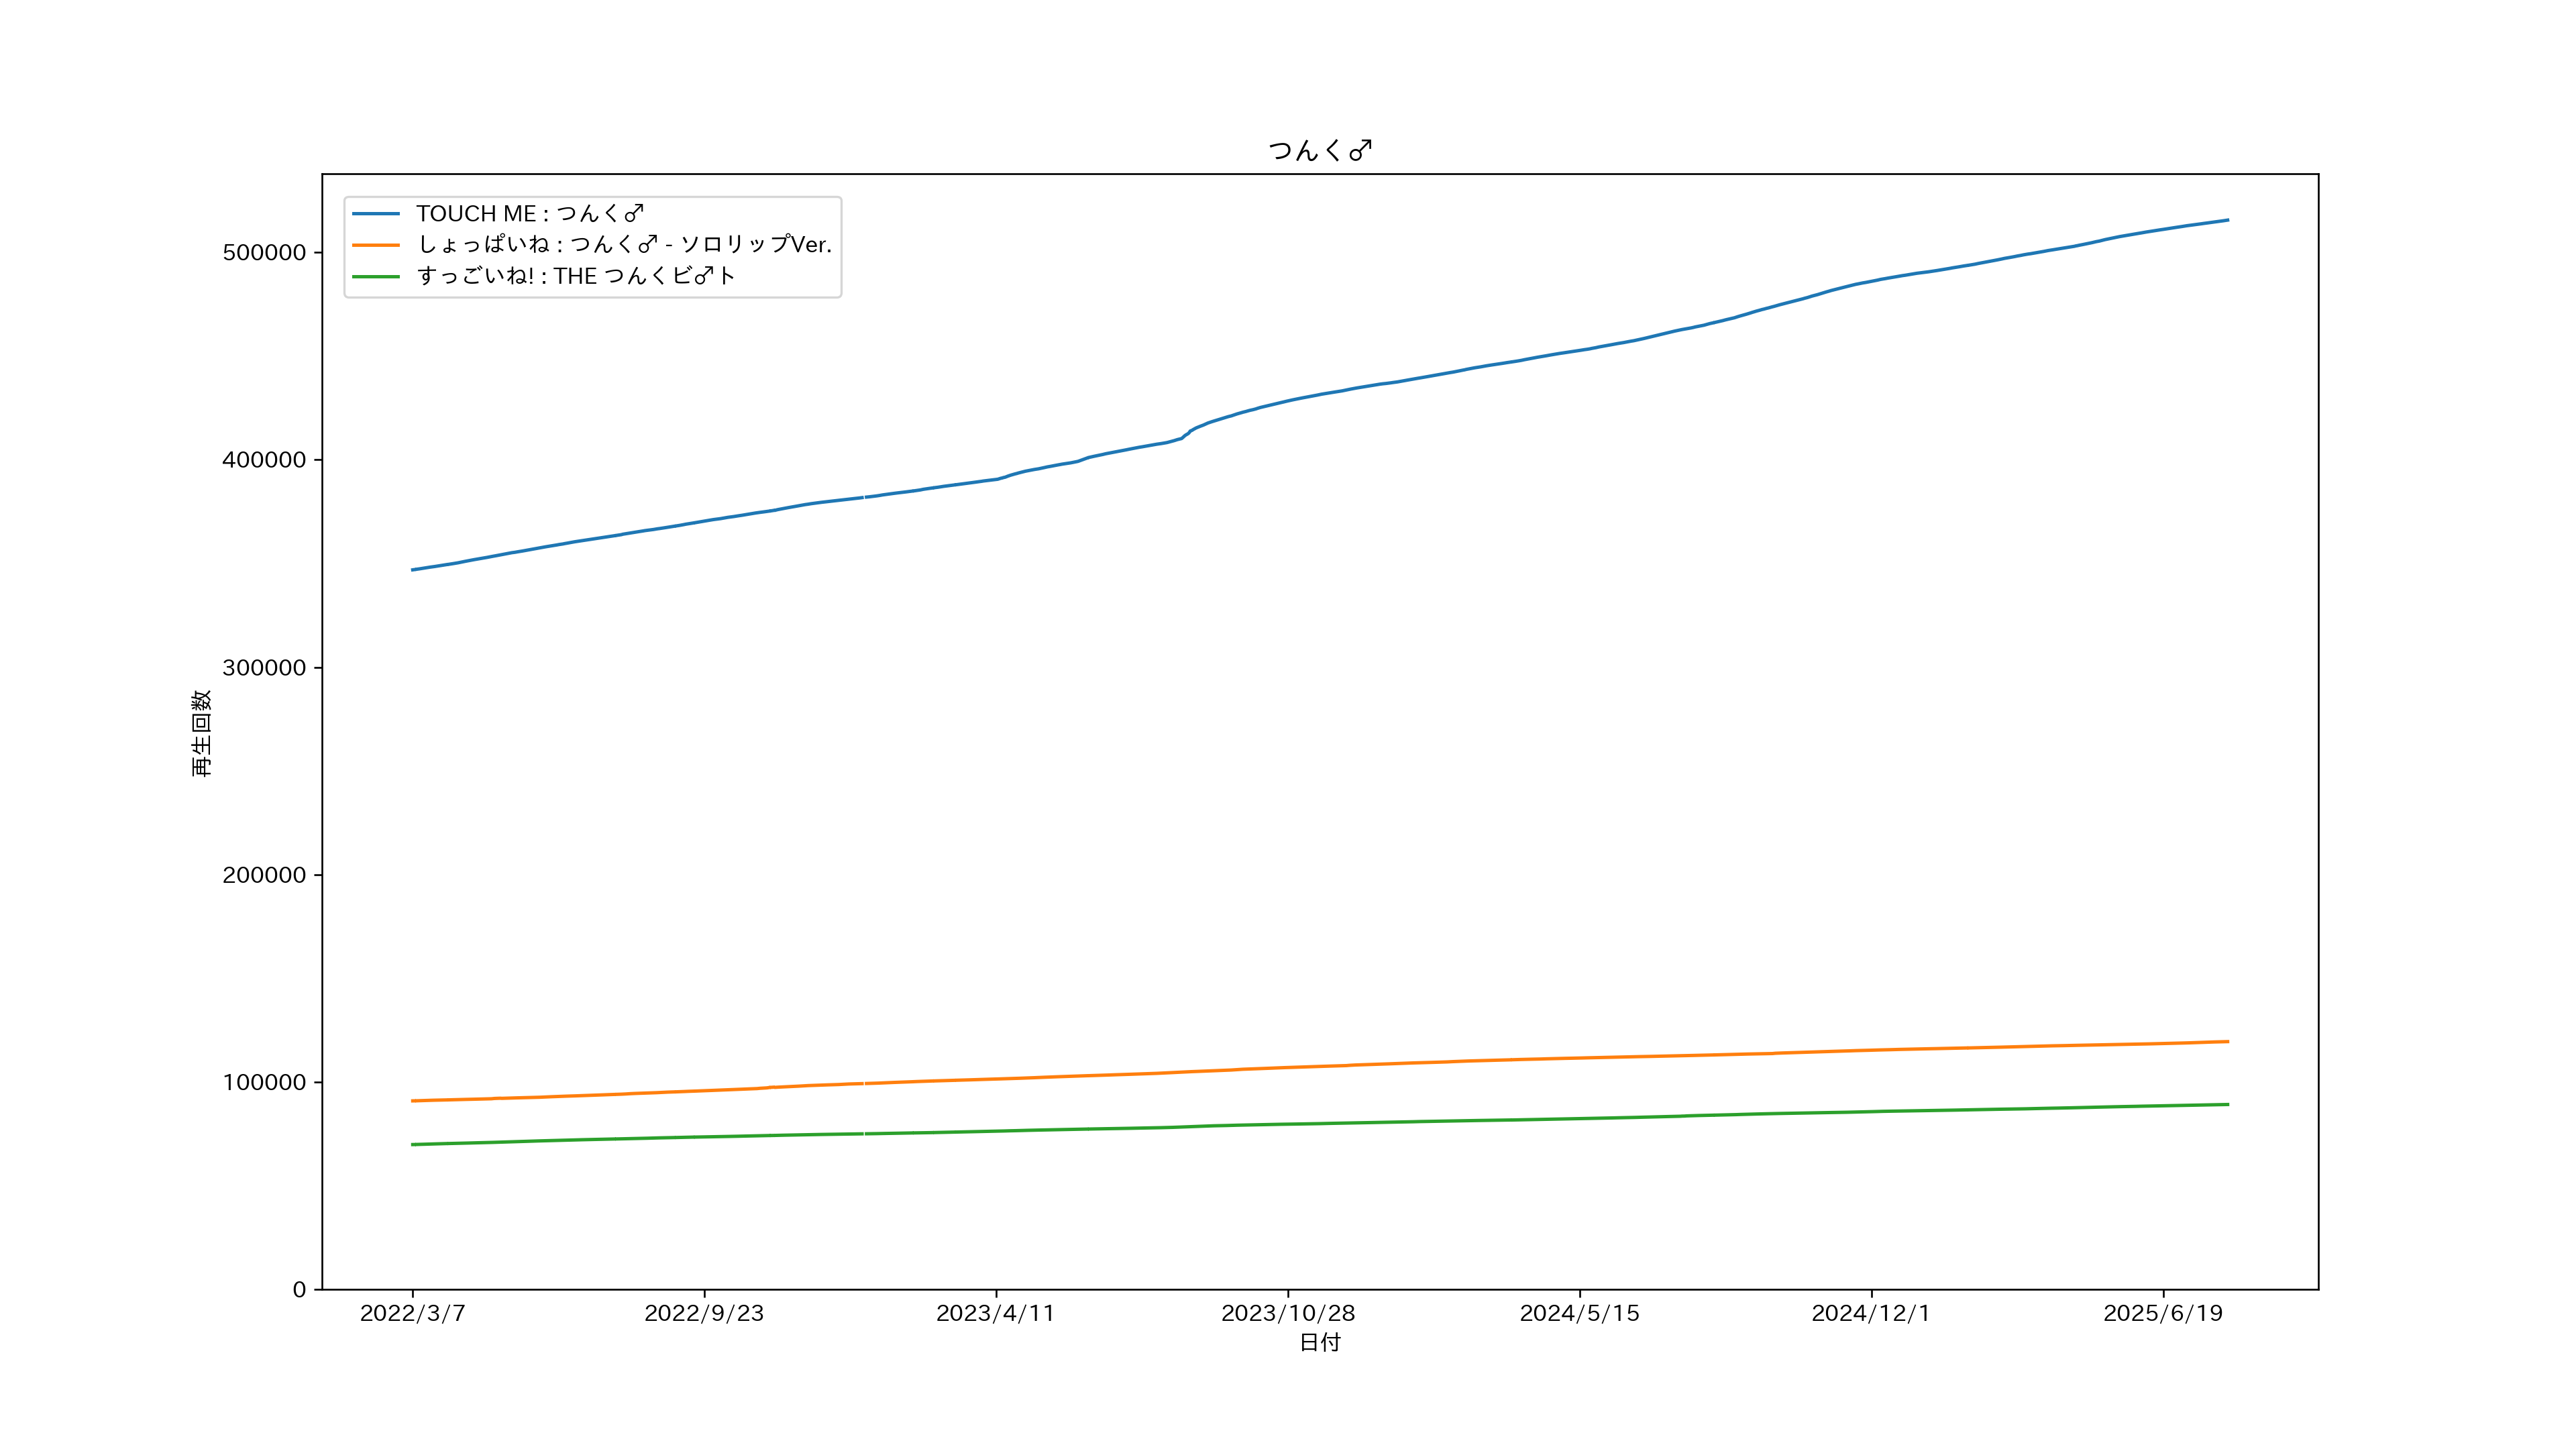 つんく♂
TOUCH ME : つんく♂
しょっぱいね : つんく♂ - ソロリップVer.
すっごいね! : THE つんくビ♂ト
500000
400000
300000
200000
100000
0
再生回数
2022/3/7
2022/9/23
2023/4/11
2023/10/28
2024/5/15
2024/12/1
2025/6/19
日付